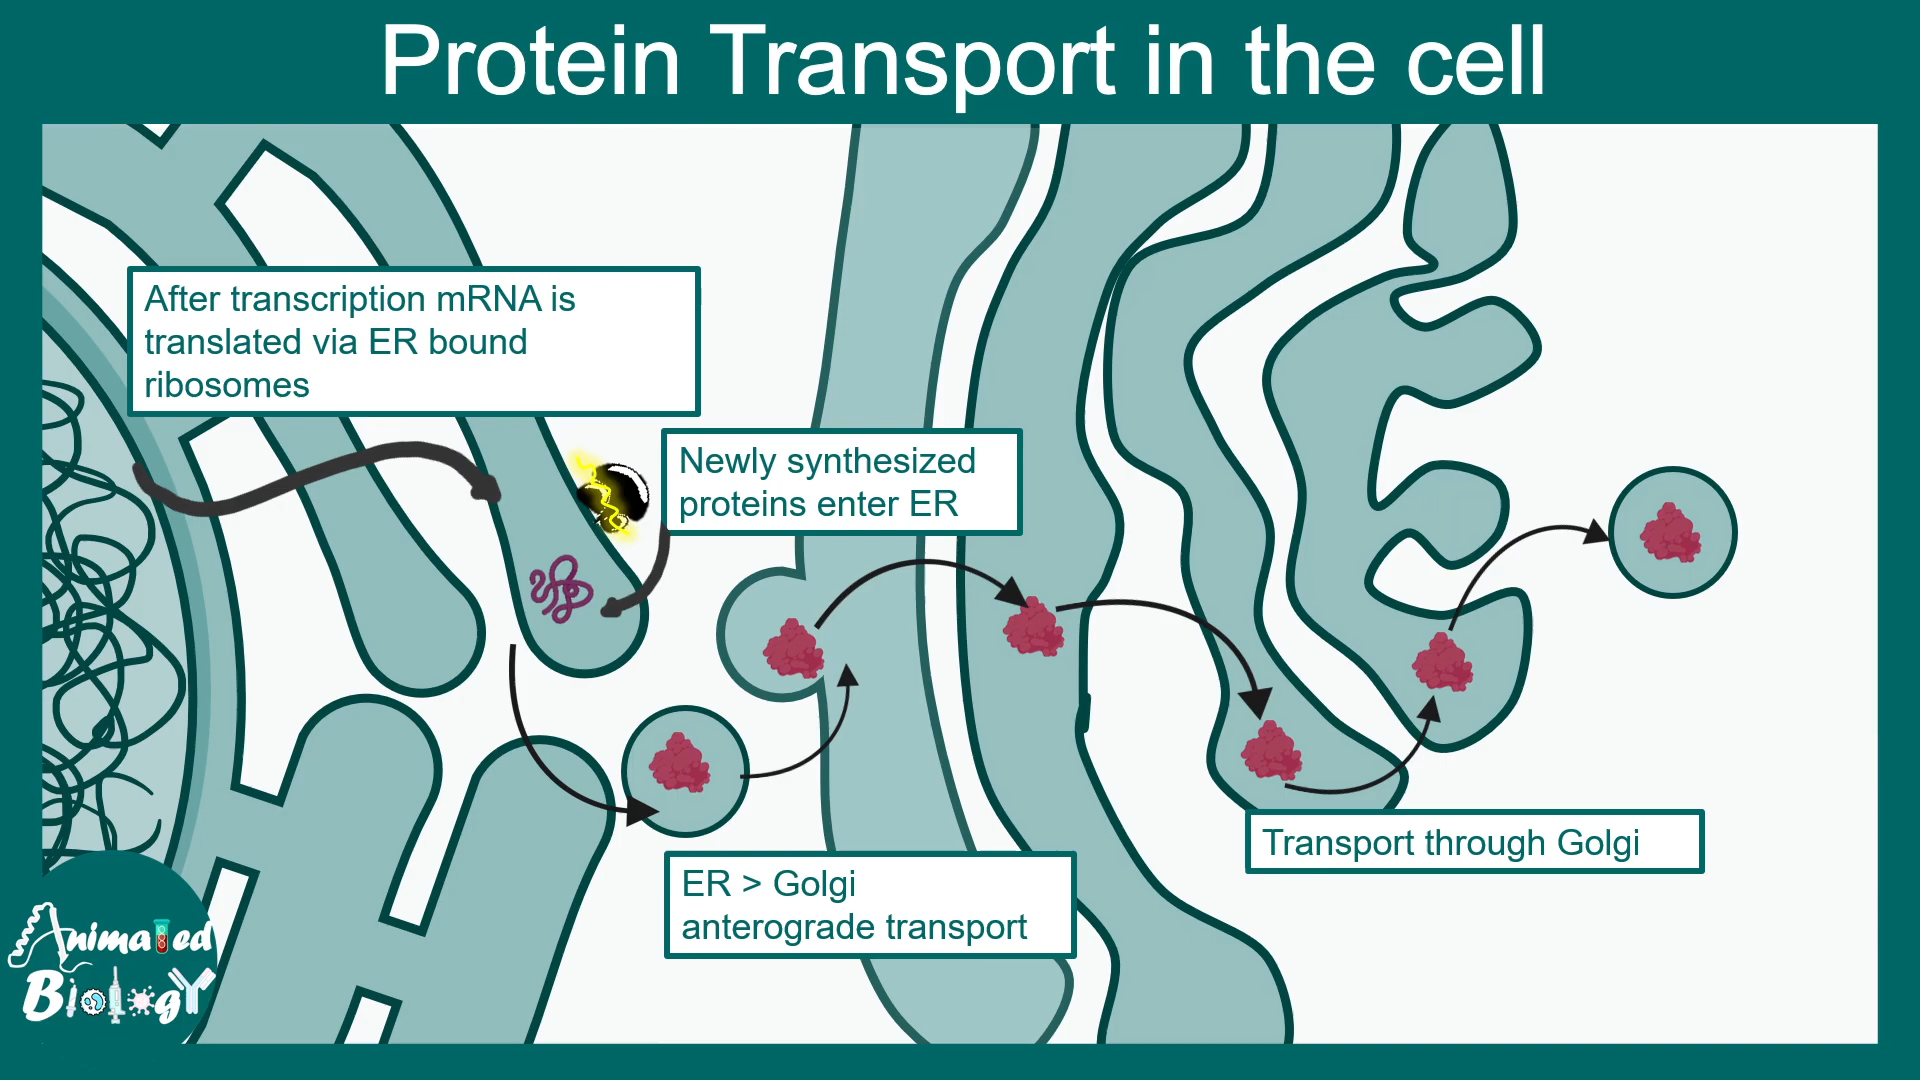 Protein Transport in the cell
After transcription mRNA is
translated via ER bound
ribosomes
Newly synthesized
proteins enter ER
ER > Golgi
anterograde transport
Transport through Golgi
Animated
Biology